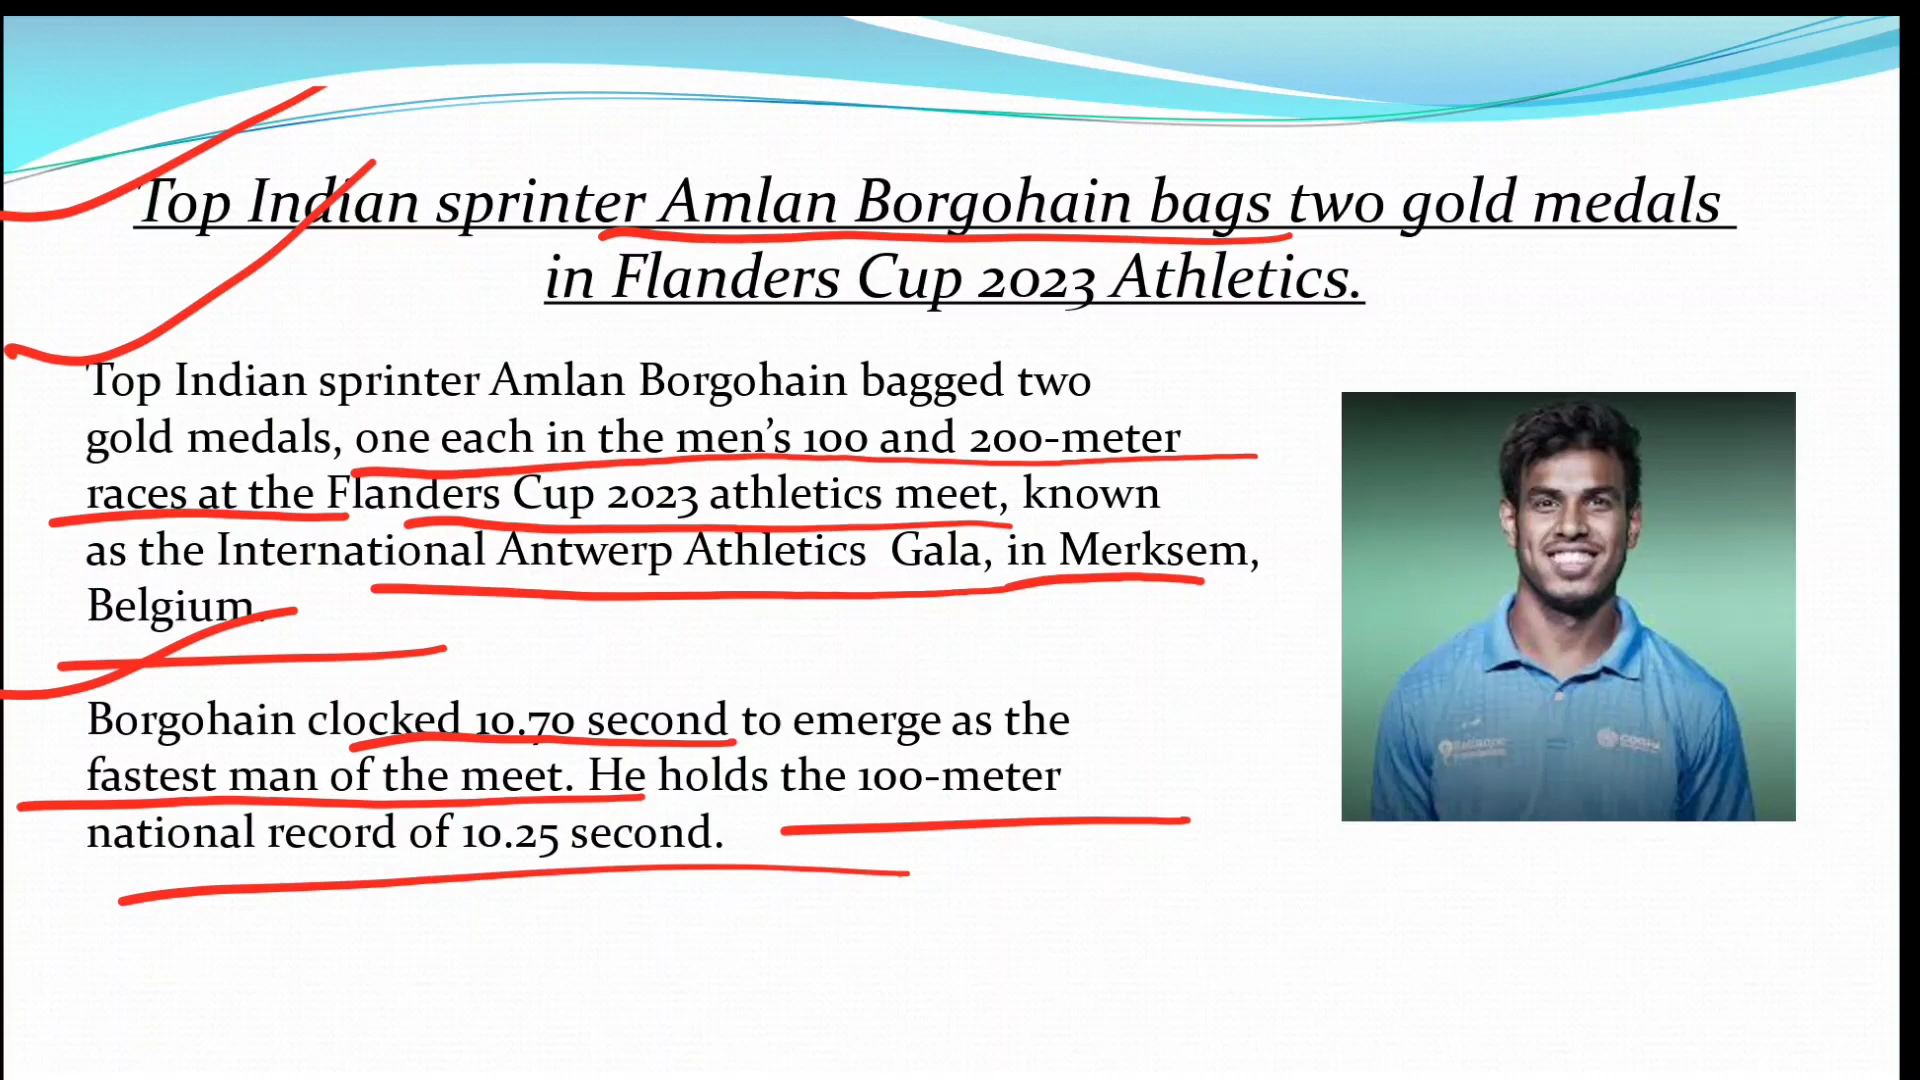 Top Indian sprinter Amlan Borgohain bags two gold medals
in Flanders Cup 2023 Athletics.
Top Indian sprinter Amlan Borgohain bagged two
gold medals, one each in the men’s 100 and 200-meter
races at the Flanders Cup 2023 athletics meet, known
as the International Antwerp Athletics Gala, in Merksem,
Belgium.
Borgohain clocked 10.70 second to emerge as the
fastest man of the meet. He holds the 100-meter
national record of 10.25 second.
Reliance